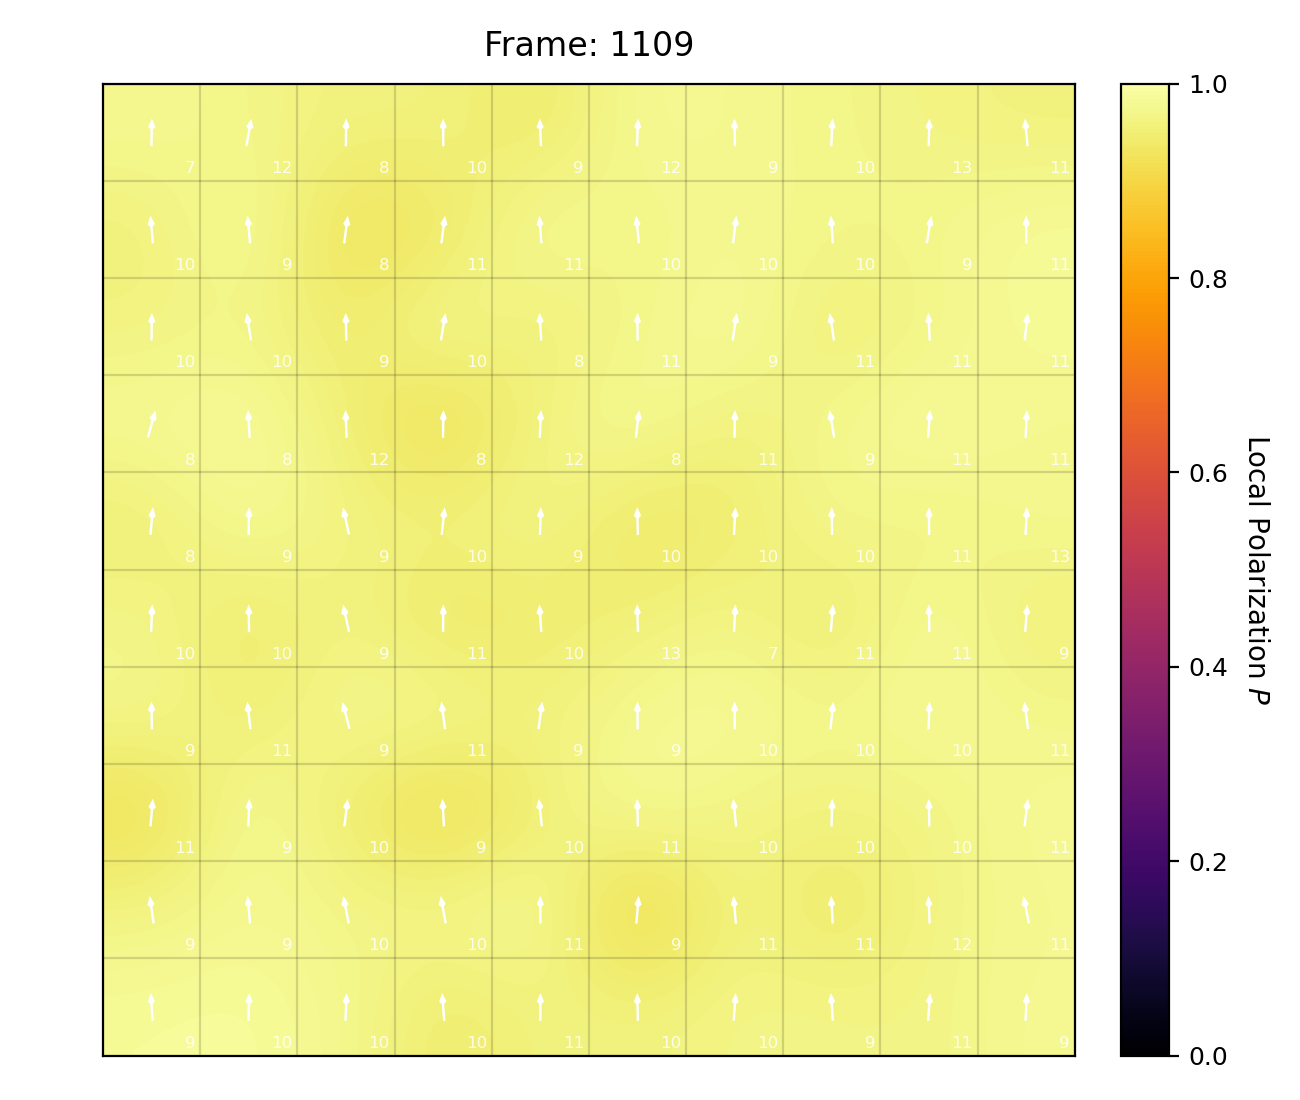 Frame: 1109
7 12 8 10 9 12 9 10 13 11
10 9 8 11 11 10 10 10 9 11
10 10 9 10 8 11 9 11 11 11
8 8 12 8 12 8 11 9 11 11
8 9 9 10 9 10 10 10 11 13
10 10 9 11 10 13 7 11 11 9
9 11 9 11 9 9 10 10 10 11
11 9 10 9 10 11 10 10 10 11
9 9 10 10 11 9 11 11 12 11
9 10 10 10 11 10 10 9 11 9
1.0
0.8
0.6
0.4
0.2
0.0
Local Polarization P